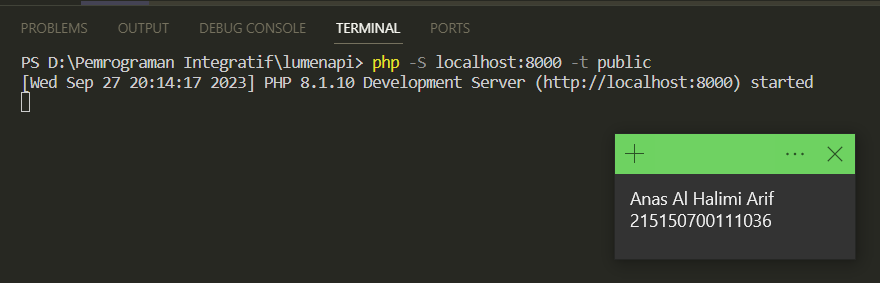 PROBLEMS OUTPUT DEBUG CONSOLE TERMINAL PORTS
PS D:\Pemrograman Integratif\lumenapi> php -S localhost:8000 -t public
[Wed Sep 27 20:14:17 2023] PHP 8.1.10 Development Server (http://localhost:8000) started
Anas Al Halimi Arif
215150700111036